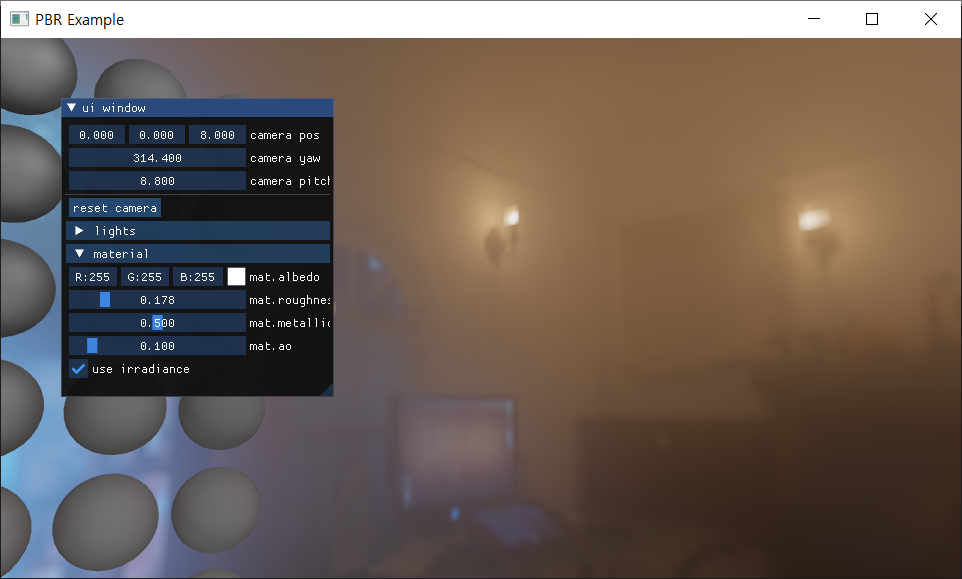 PBR Example
ui window
0.000 0.000 8.000 camera pos
314.400 camera yaw
8.800 camera pitch
reset camera
lights
material
R:255 G:255 B:255 mat.albedo
0.178 mat.roughnes
0.500 mat.metallic
0.100 mat.ao
use irradiance